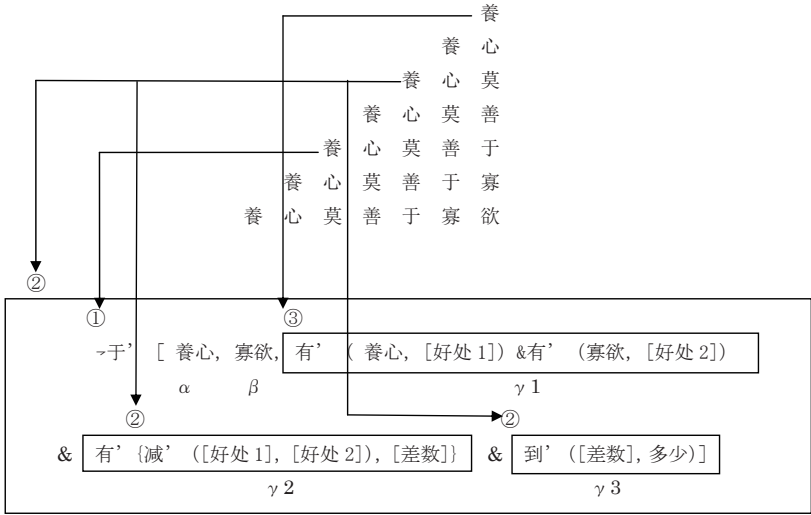 養
養 心
養 心 莫
養 心 莫 善
養 心 莫 善 于
養 心 莫 善 于 寡
養 心 莫 善 于 寡 欲
②
① ③
¬于’ [ 養心, 寡欲, 有’ ( 養心, [好处 1]) &有’ (寡欲, [好处 2])
α β γ 1
② ②
& 有’ {减’ ([好处 1], [好处 2]), [差数]} & 到’ ([差数], 多少)]
γ 2 γ 3